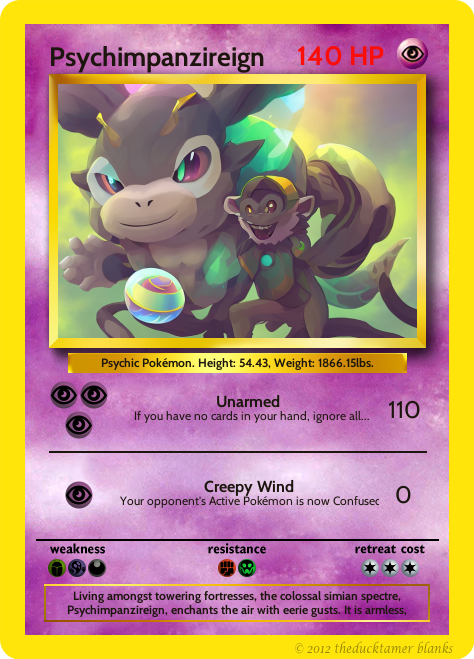 Psychimpanzireign 140 HP
Psychic Pokémon. Height: 54.43, Weight: 1866.15lbs.
Unarmed 110
If you have no cards in your hand, ignore all...
Creepy Wind 0
Your opponent's Active Pokémon is now Confused
weakness resistance retreat cost
Living amongst towering fortresses, the colossal simian spectre,
Psychimpanzireign, enchants the air with eerie gusts. It is armless,
© 2012 theducktamer blanks